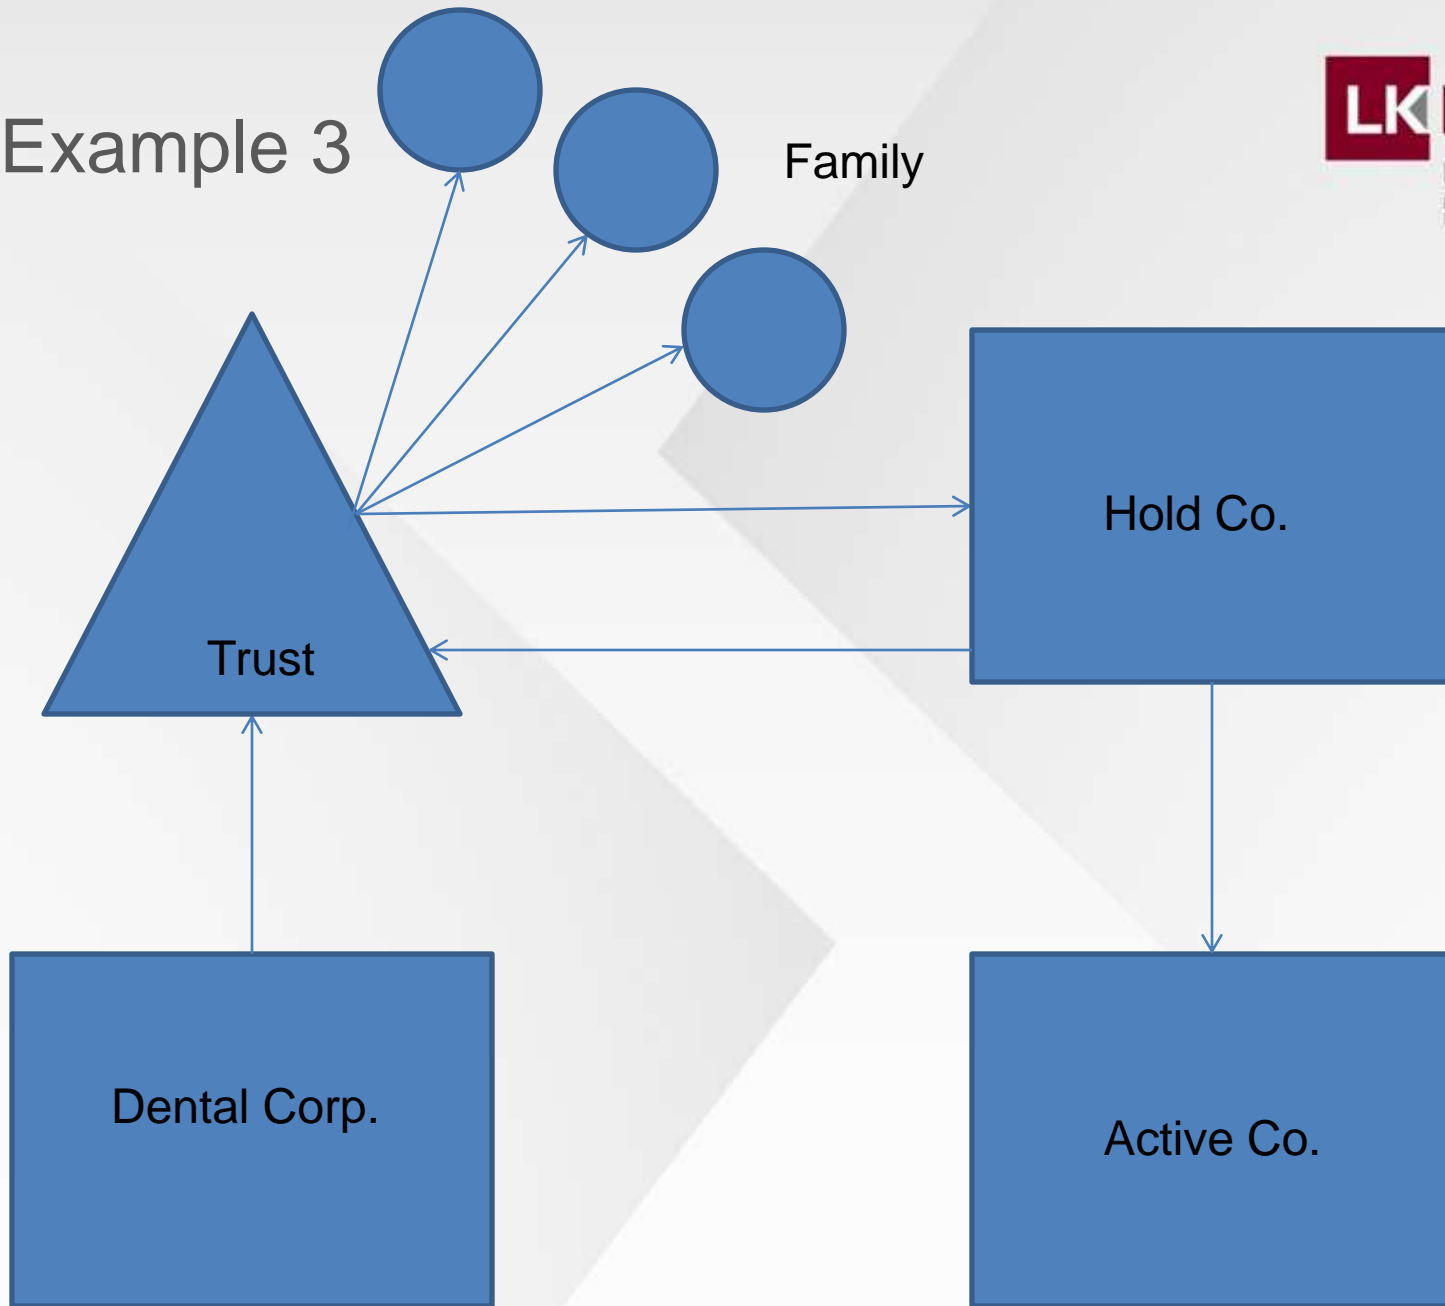 Example 3
Family
LK
Hold Co.
Trust
Dental Corp.
Active Co.